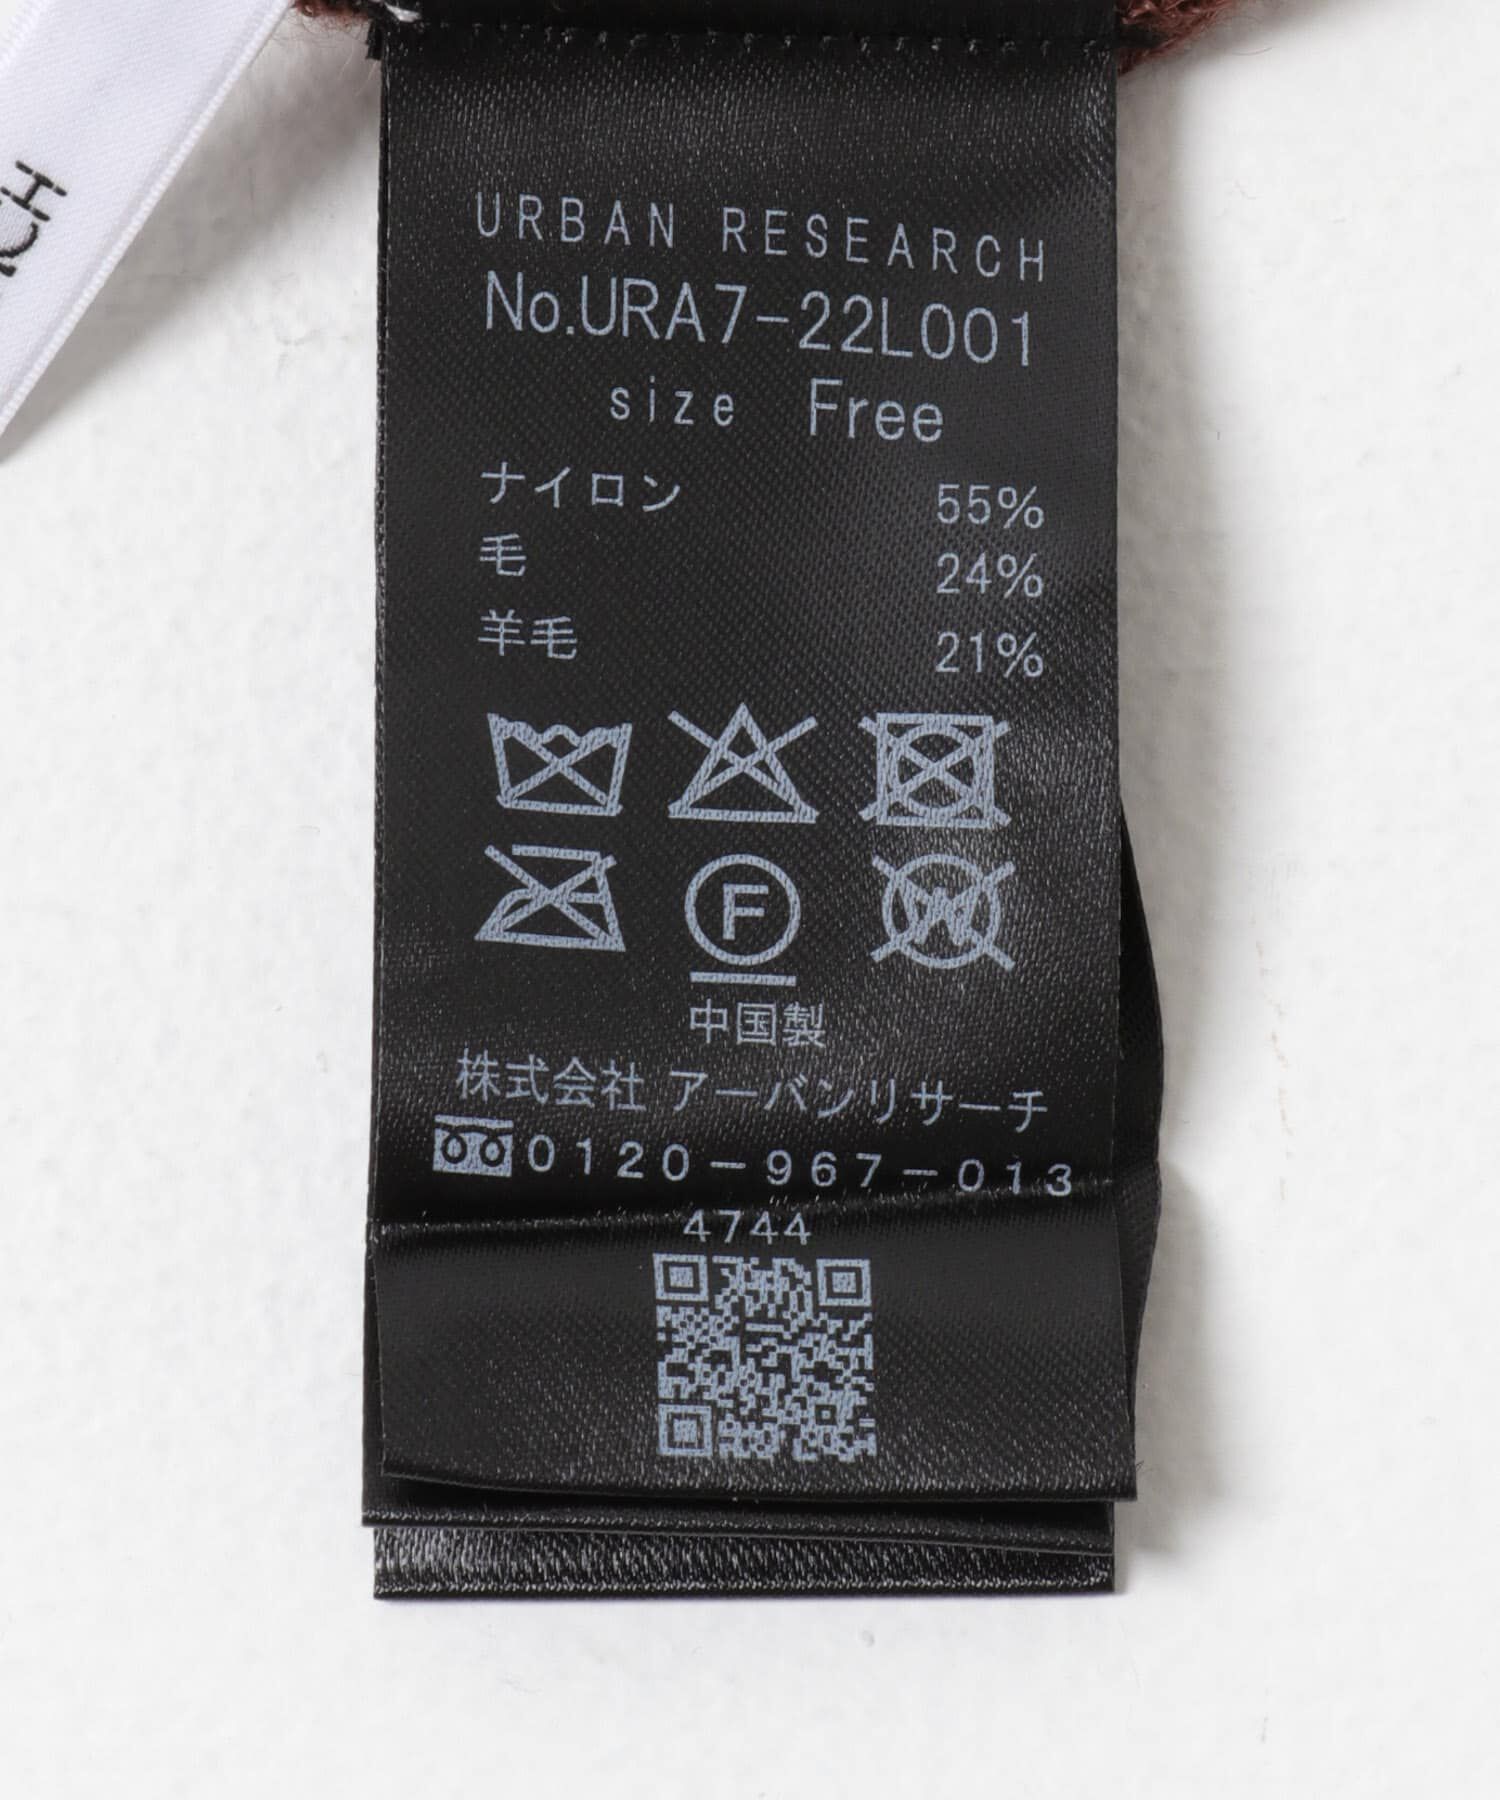 URBAN RESEARCH
No.URA7-22L001
size Free
ナイロン 55%
毛 24%
羊毛 21%
F
W
中国製
株式会社 アーバンリサーチ
0120-967-013
4744